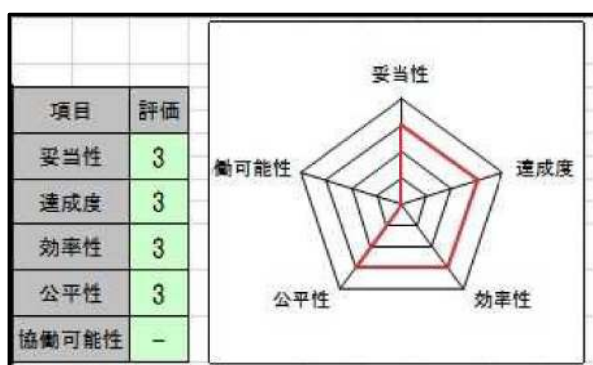 項目 評価
妥当性 3
達成度 3
効率性 3
公平性 3
協働可能性 －
妥当性
働可能性
達成度
公平性
効率性